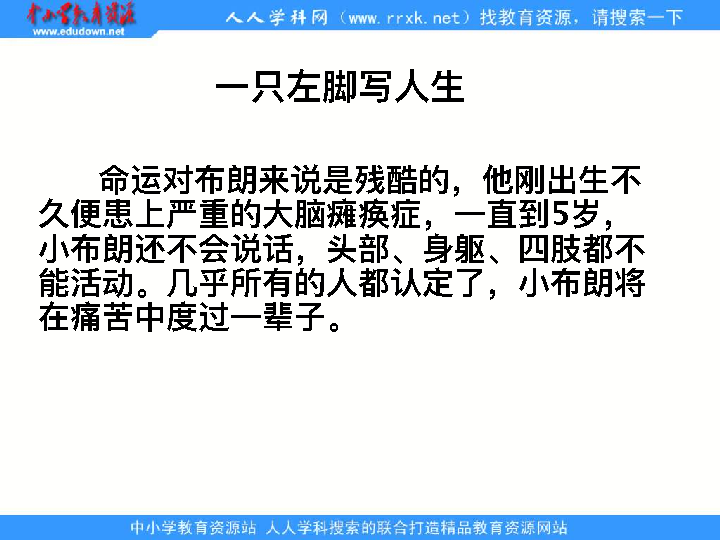 中小学教育资源
www.edudown.net
人人学科网（www.rrxk.net）找教育资源，请搜索一下
一只左脚写人生
命运对布朗来说是残酷的，他刚出生不
久便患上严重的大脑瘫痪症，一直到5岁，
小布朗还不会说话，头部、身躯、四肢都不
能活动。几乎所有的人都认定了，小布朗将
在痛苦中度过一辈子。
中小学教育资源站 人人学科搜索的联合打造精品教育资源网站